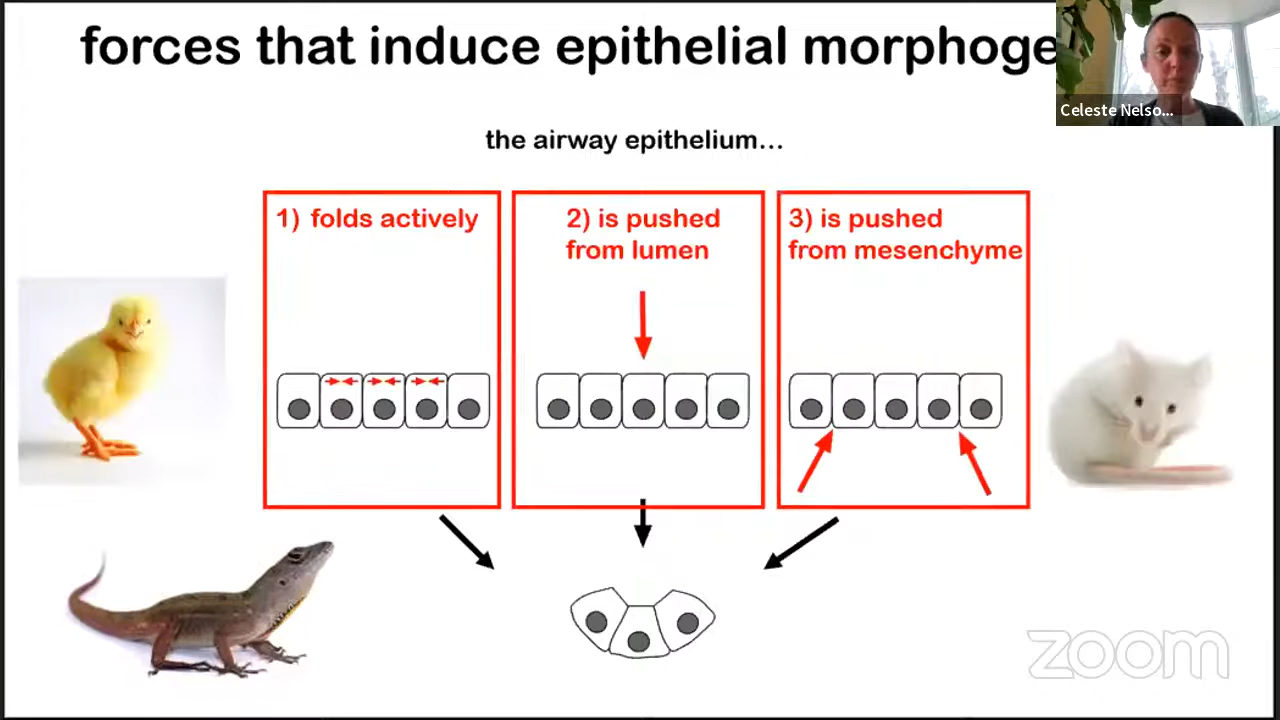 forces that induce epithelial morphoge
Celeste Nelso...
the airway epithelium...
1) folds actively
2) is pushed
from lumen
3) is pushed
from mesenchyme
zoom